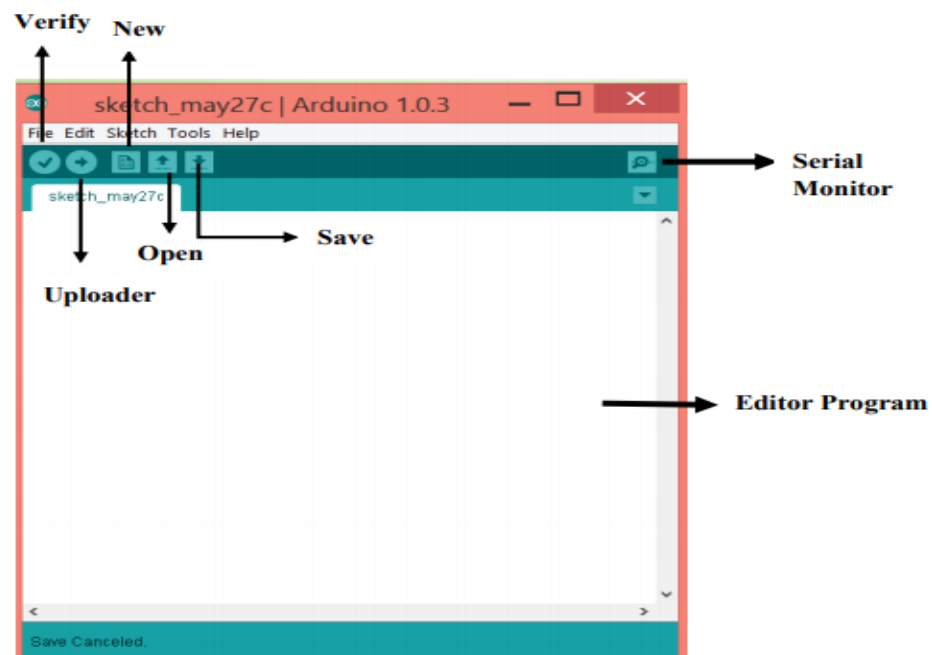 Verify New
sketch_may27c | Arduino 1.0.3
File Edit Sketch Tools Help
Serial
Monitor
sketch_may27c
Save
Open
Uploader
Editor Program
Save Canceled.